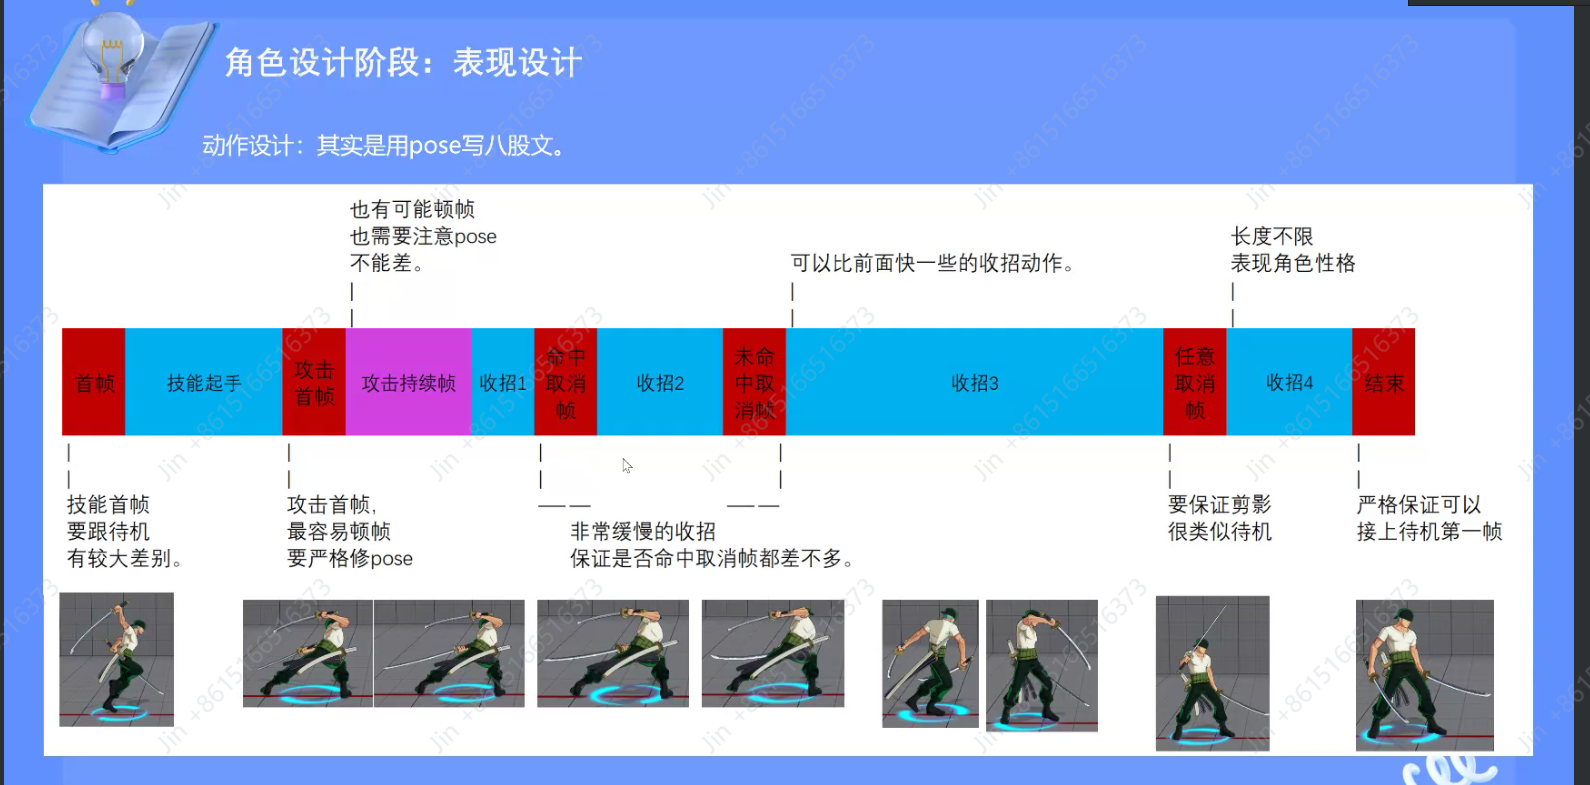 角色设计阶段：表现设计
动作设计：其实是用pose写八股文。
也有可能顿帧
也需要注意pose
不能差。
可以比前面快一些的收招动作。
长度不限
表现角色性格
首帧
技能起手
攻击
首帧
攻击持续帧
收招1
命中
取消
帧
收招2
未命
中取
消帧
收招3
任意
取消
帧
收招4
结束
技能首帧
要跟待机
有较大差别。
攻击首帧，
最容易顿帧
要严格修pose
非常缓慢的收招
保证是否命中取消帧都差不多。
要保证剪影
很类似待机
严格保证可以
接上待机第一帧
Jin +8615166516373